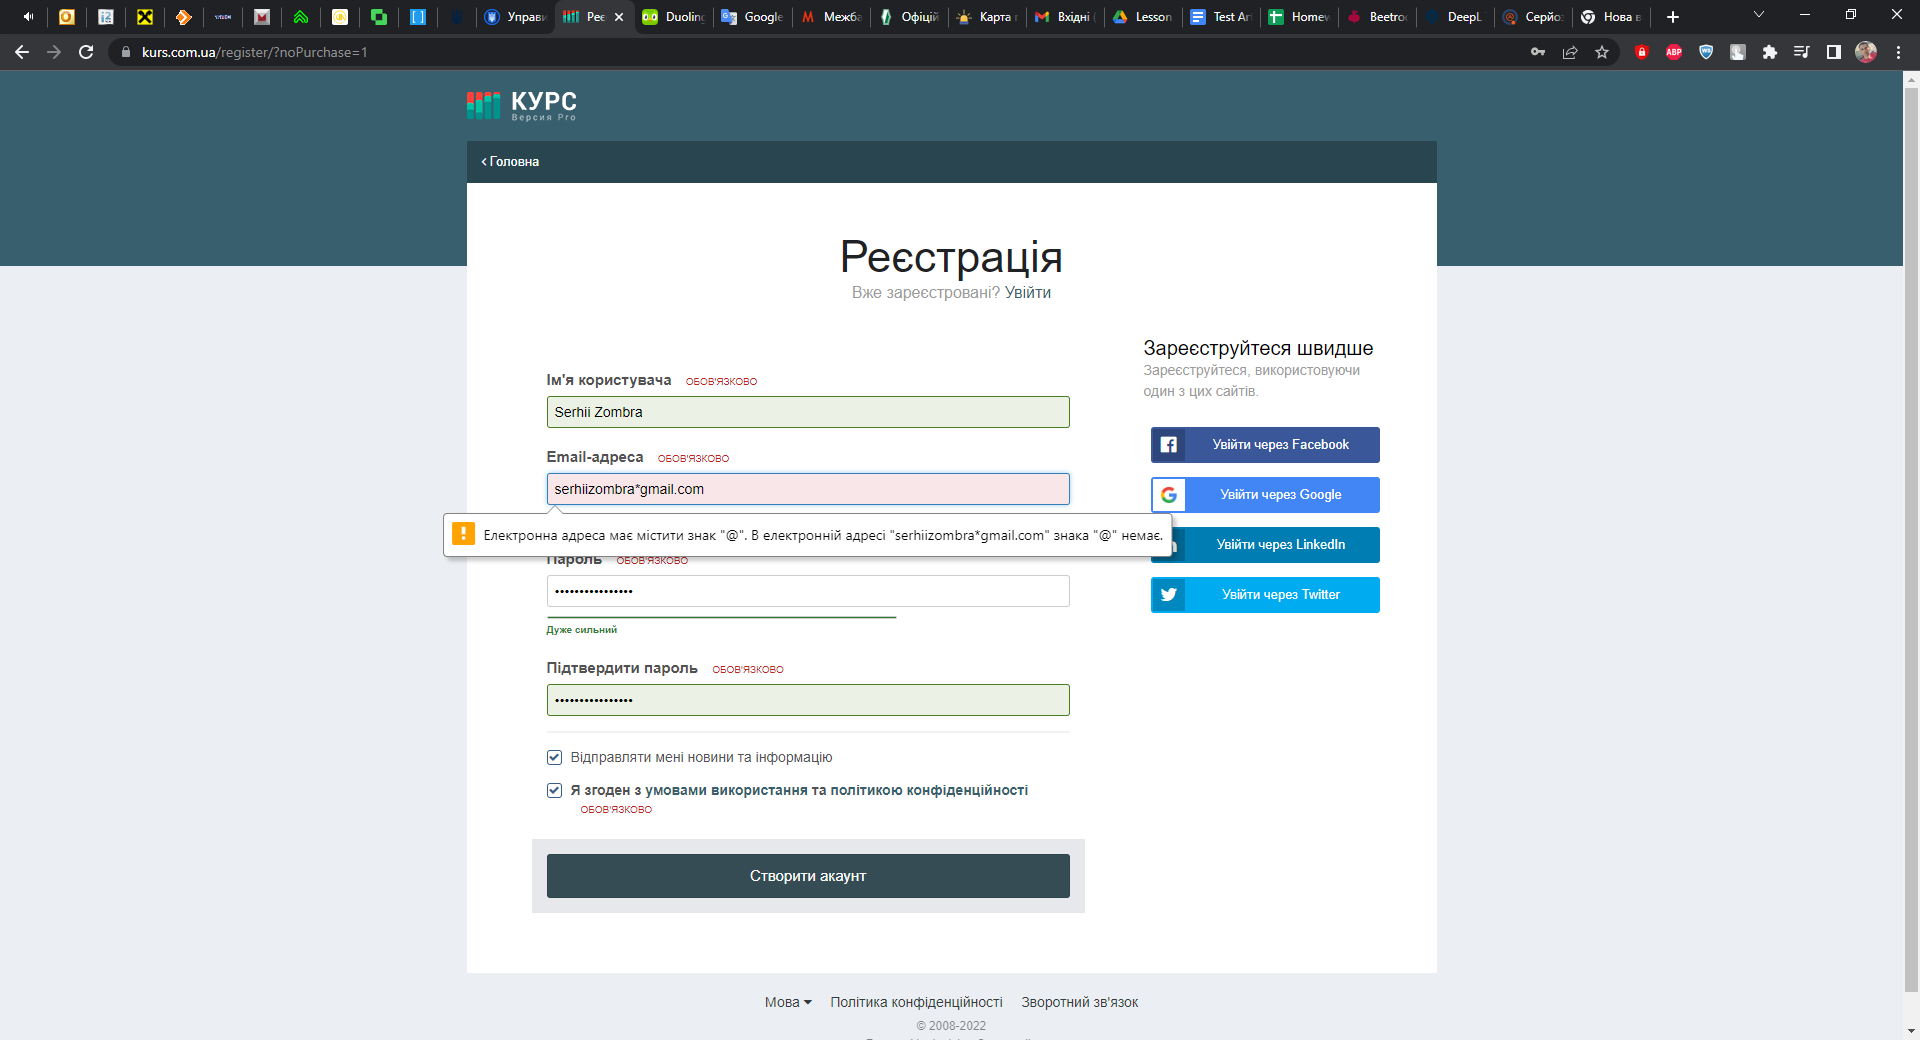 Управи
Реє
Duoling
Google
Межба
Офіцій
Карта п
Вхідні (
Lesson
Test Ar
Homew
Beetro
DeepL
Серйоз
Нова в
kurs.com.ua/register/?noPurchase=1
КУРС
Версия Pro
‹ Головна
Реєстрація
Вже зареєстровані? Увійти
Зареєструйтеся швидше
Зареєструйтеся, використовуючи
один з цих сайтів.
Ім'я користувача ОБОВ'ЯЗКОВО
Serhii Zombra
Увійти через Facebook
Email-адреса ОБОВ'ЯЗКОВО
serhiizombra*gmail.com
Увійти через Google
Електронна адреса має містити знак "@". В електронній адресі "serhiizombra*gmail.com" знака "@" немає.
Увійти через LinkedIn
Пароль ОБОВ'ЯЗКОВО
Увійти через Twitter
Дуже сильний
Підтвердити пароль ОБОВ'ЯЗКОВО
Відправляти мені новини та інформацію
Я згоден з умовами використання та політикою конфіденційності
ОБОВ'ЯЗКОВО
Створити акаунт
Мова Політика конфіденційності Зворотний зв'язок
© 2008-2022